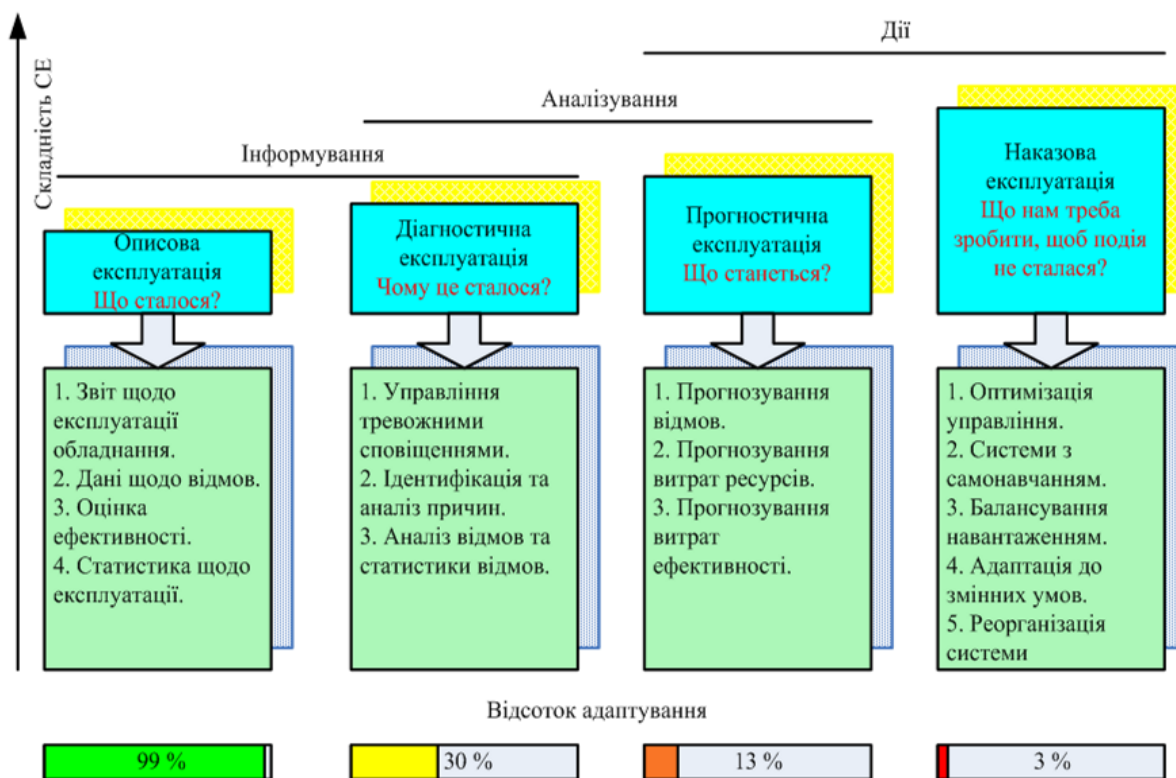 Складність СЕ
Дії
Аналізування
Інформування
Описова
експлуатація
Що сталося?
Діагностична
експлуатація
Чому це сталося?
Прогностична
експлуатація
Що станеться?
Наказова
експлуатація
Що нам треба
зробити, щоб подія
не сталася?
1. Звіт щодо
експлуатації
обладнання.
2. Дані щодо відмов.
3. Оцінка
ефективності.
4. Статистика щодо
експлуатації.
1. Управління
тревожними
сповіщеннями.
2. Ідентифікація та
аналіз причин.
3. Аналіз відмов та
статистики відмов.
1. Прогнозування
відмов.
2. Прогнозування
витрат ресурсів.
3. Прогнозування
витрат
ефективності.
1. Оптимізація
управління.
2. Системи з
самонавчанням.
3. Балансування
навантаженням.
4. Адаптація до
змінних умов.
5. Реорганізація
системи
Відсоток адаптування
99 %
30 %
13 %
3 %